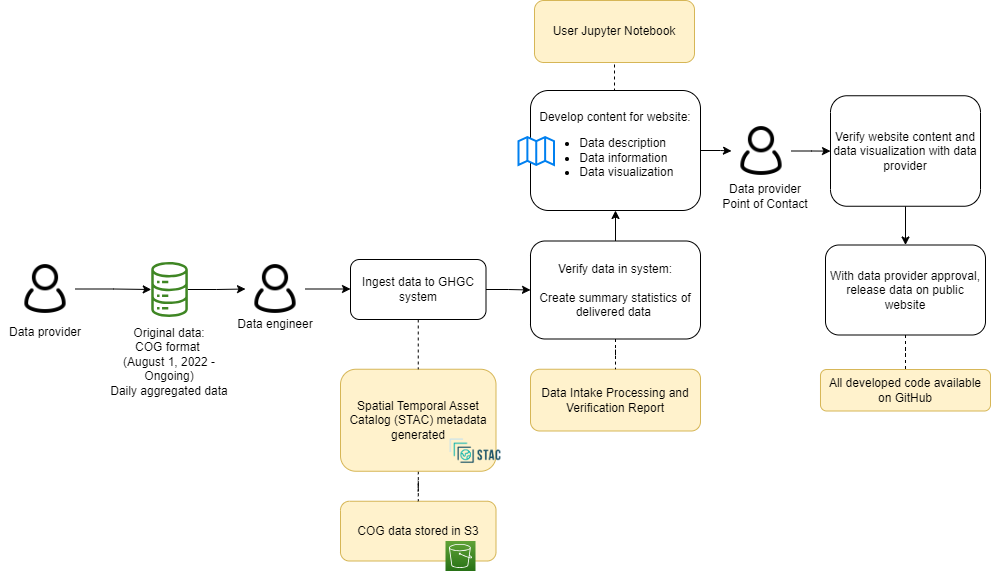 User Jupyter Notebook
Develop content for website:
• Data description
• Data information
• Data visualization
Data provider
Point of Contact
Verify website content and
data visualization with data
provider
Data provider
Original data:
COG format
(August 1, 2022 -
Ongoing)
Daily aggregated data
Data engineer
Ingest data to GHGC
system
Verify data in system:
Create summary statistics of
delivered data
With data provider approval,
release data on public
website
Spatial Temporal Asset
Catalog (STAC) metadata
generated
STAC
Data Intake Processing and
Verification Report
All developed code available
on GitHub
COG data stored in S3